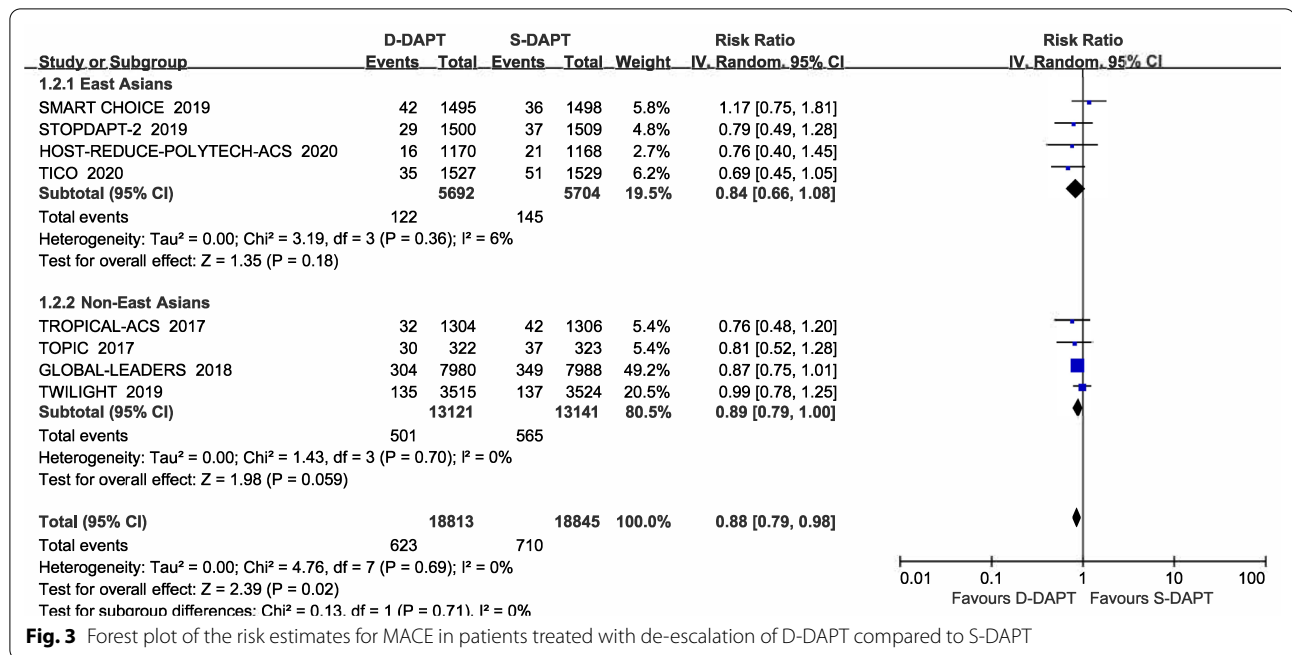 D-DAPT S-DAPT Risk Ratio Risk Ratio
Study or Subgroup Events Total Events Total Weight IV, Random, 95% CI IV, Random, 95% CI
1.2.1 East Asians
SMART CHOICE 2019 42 1495 36 1498 5.8% 1.17 [0.75, 1.81]
STOPDAPT-2 2019 29 1500 37 1509 4.8% 0.79 [0.49, 1.28]
HOST-REDUCE-POLYTECH-ACS 2020 16 1170 21 1168 2.7% 0.76 [0.40, 1.45]
TICO 2020 35 1527 51 1529 6.2% 0.69 [0.45, 1.05]
Subtotal (95% CI) 5692 5704 19.5% 0.84 [0.66, 1.08]
Total events 122 145
Heterogeneity: Tau² = 0.00; Chi² = 3.19, df = 3 (P = 0.36); I² = 6%
Test for overall effect: Z = 1.35 (P = 0.18)
1.2.2 Non-East Asians
TROPICAL-ACS 2017 32 1304 42 1306 5.4% 0.76 [0.48, 1.20]
TOPIC 2017 30 322 37 323 5.4% 0.81 [0.52, 1.28]
GLOBAL-LEADERS 2018 304 7980 349 7988 49.2% 0.87 [0.75, 1.01]
TWILIGHT 2019 135 3515 137 3524 20.5% 0.99 [0.78, 1.25]
Subtotal (95% CI) 13121 13141 80.5% 0.89 [0.79, 1.00]
Total events 501 565
Heterogeneity: Tau² = 0.00; Chi² = 1.43, df = 3 (P = 0.70); I² = 0%
Test for overall effect: Z = 1.98 (P = 0.059)
Total (95% CI) 18813 18845 100.0% 0.88 [0.79, 0.98]
Total events 623 710
Heterogeneity: Tau² = 0.00; Chi² = 4.76, df = 7 (P = 0.69); I² = 0%
Test for overall effect: Z = 2.39 (P = 0.02)
Test for subgroup differences: Chi² = 0.13, df = 1 (P = 0.71), I² = 0%
0.01 0.1 1 10 100
Favours D-DAPT Favours S-DAPT
Fig. 3 Forest plot of the risk estimates for MACE in patients treated with de-escalation of D-DAPT compared to S-DAPT